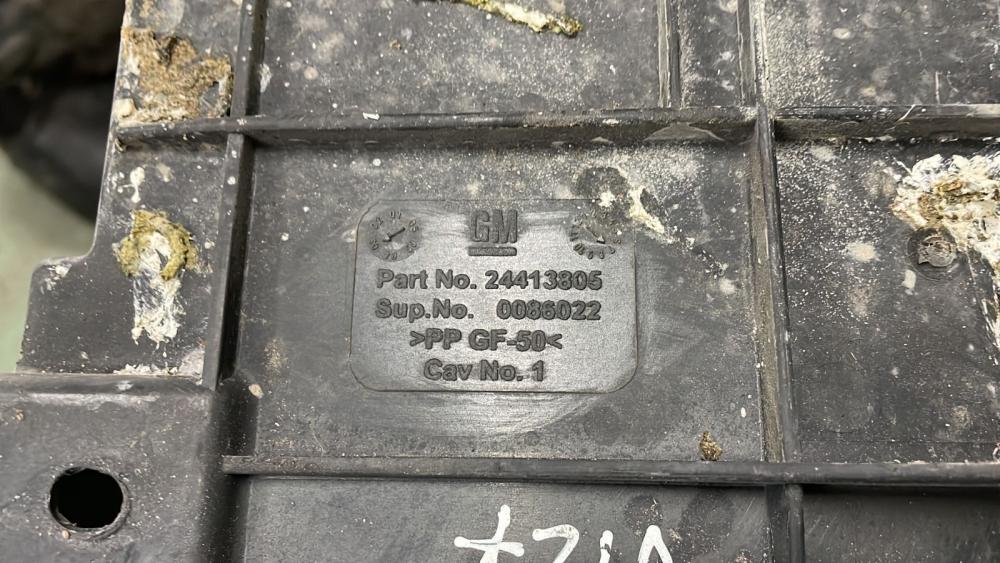 GM
Part No. 24413805
Sup.No. 0086022
>PP GF-50<
Cav No. 1